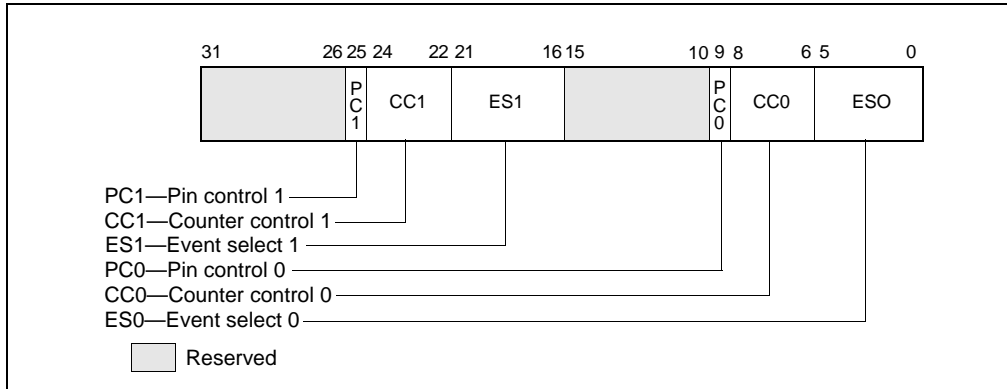 31 26 25 24 22 21 16 15 10 9 8 6 5 0
P
C
1
CC1
ES1
P
C
0
CC0
ESO
PC1—Pin control 1
CC1—Counter control 1
ES1—Event select 1
PC0—Pin control 0
CC0—Counter control 0
ES0—Event select 0
Reserved